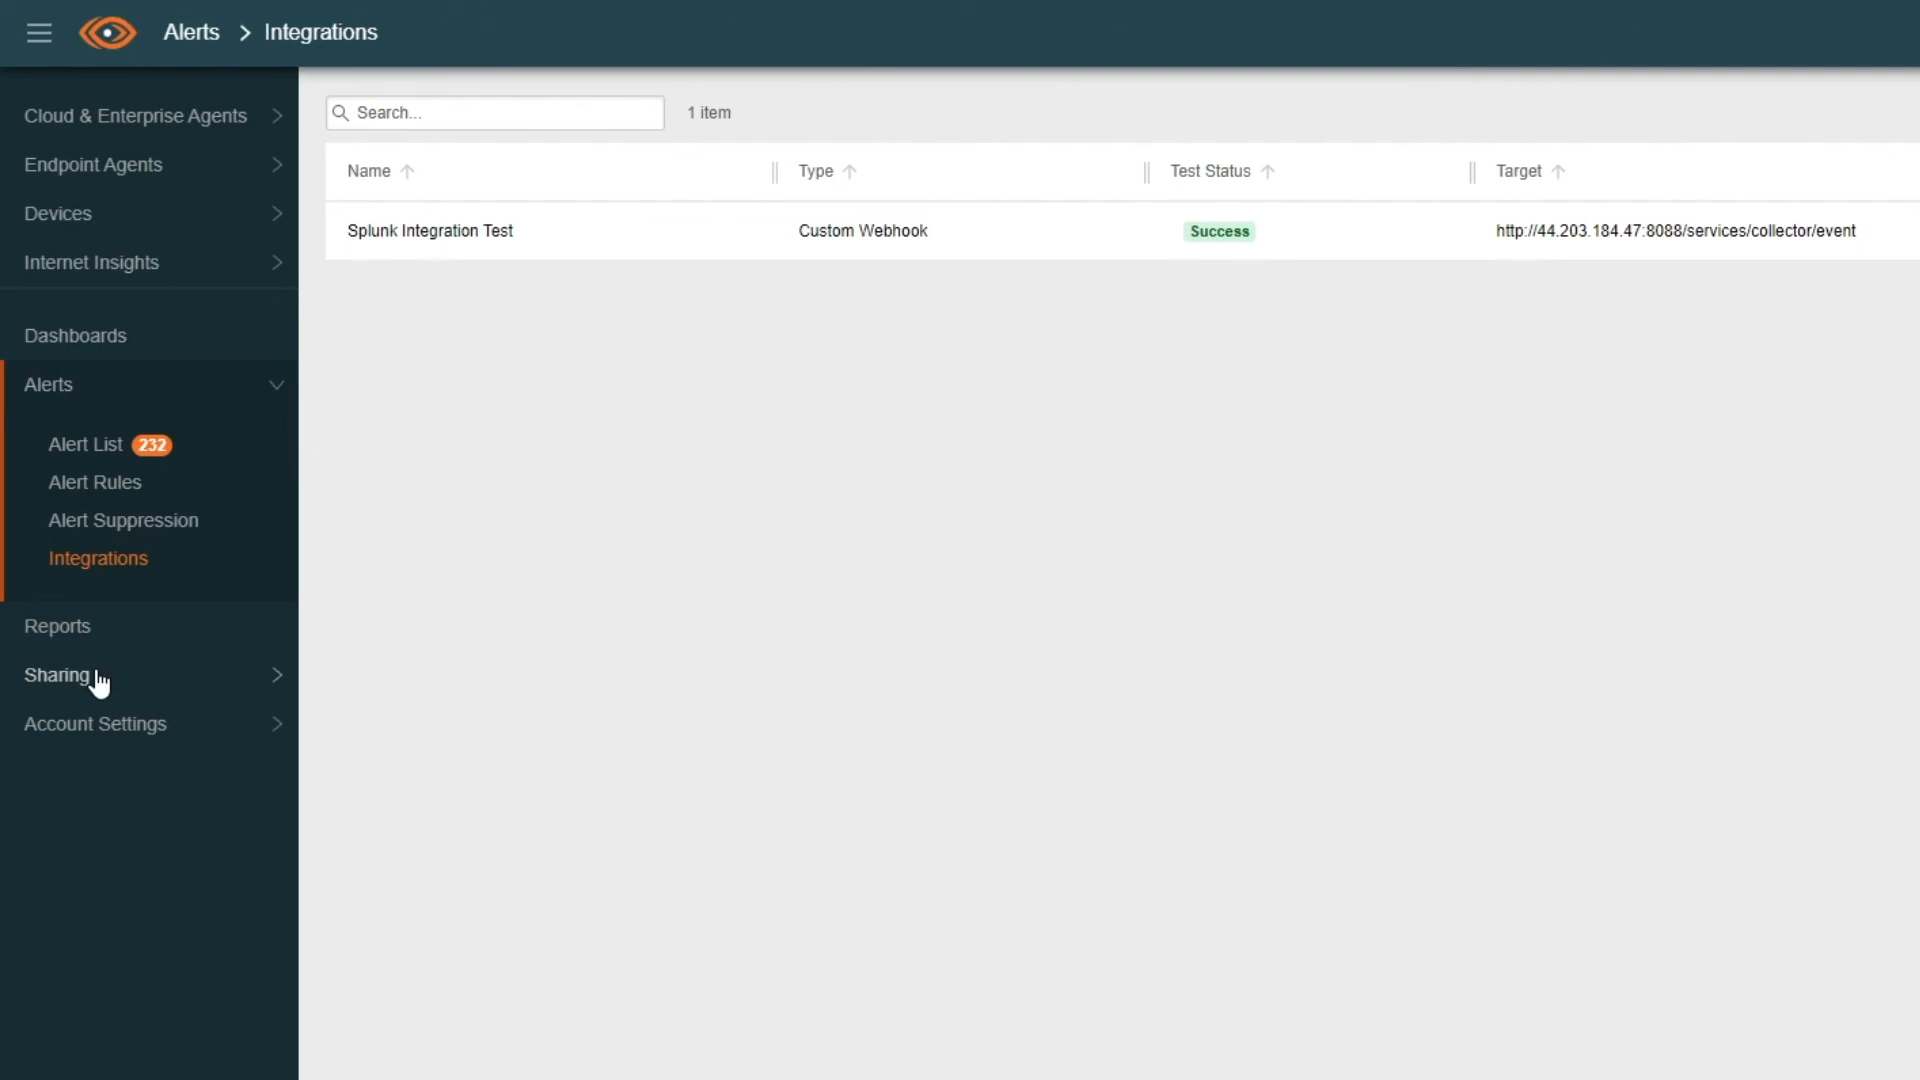 Alerts > Integrations
Cloud & Enterprise Agents
Endpoint Agents
Devices
Internet Insights
Dashboards
Alerts
Alert List 232
Alert Rules
Alert Suppression
Integrations
Reports
Sharing
Account Settings
Search...
1 item
Name Type Test Status Target
Splunk Integration Test Custom Webhook Success http://44.203.184.47:8088/services/collector/event